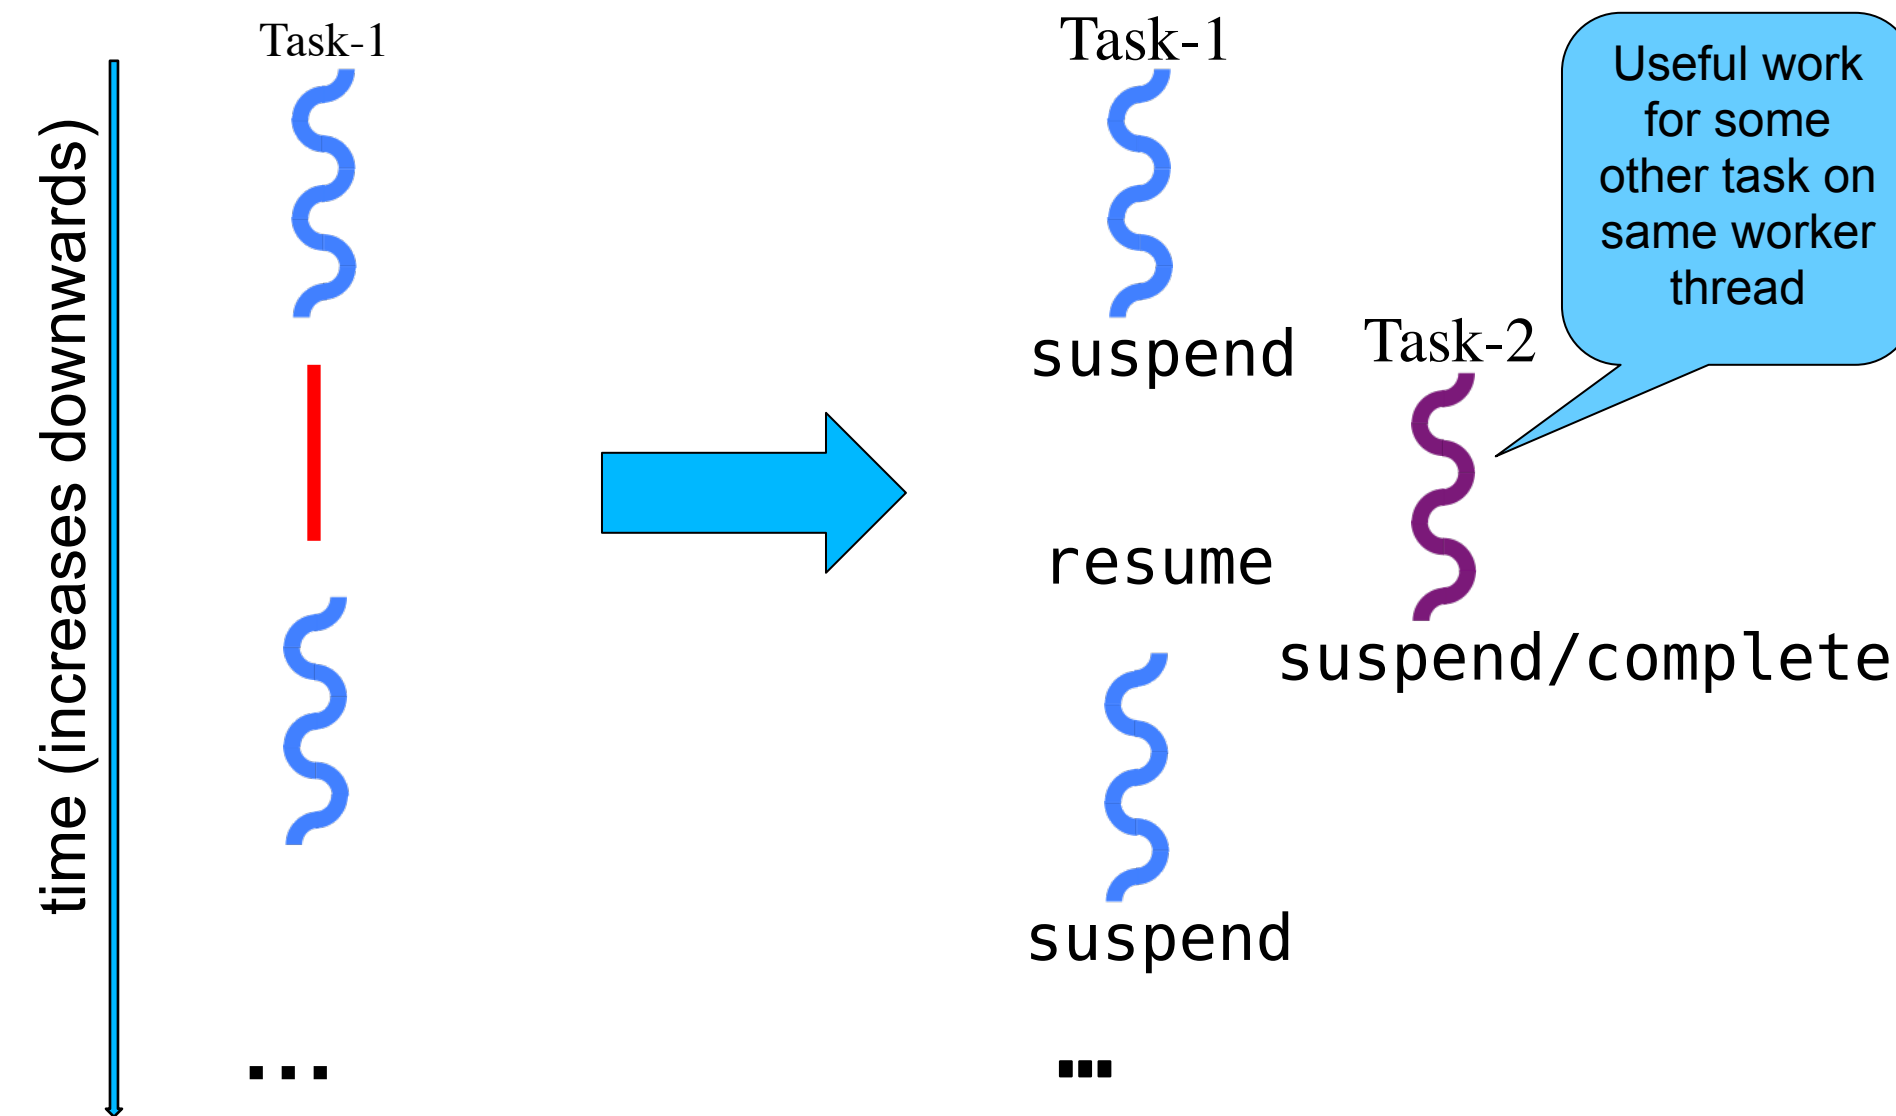 time (increases downwards)
Task-1
Task-1
Useful work
for some
other task on
same worker
thread
suspend
Task-2
resume
suspend/complete
suspend
...
...